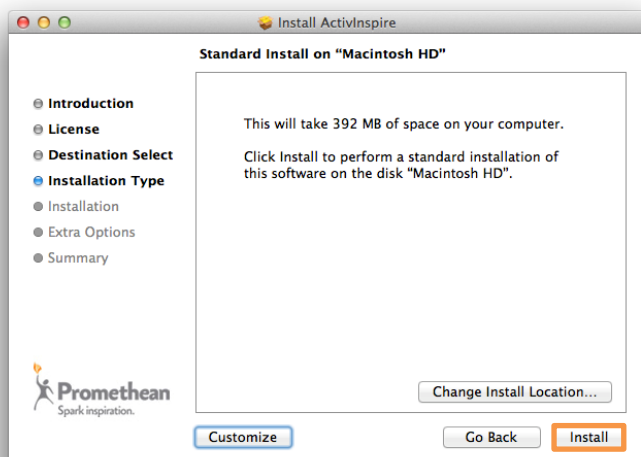 Install ActivInspire
Standard Install on “Macintosh HD”
Introduction
License
Destination Select
Installation Type
Installation
Extra Options
Summary
This will take 392 MB of space on your computer.
Click Install to perform a standard installation of
this software on the disk “Macintosh HD”.
Promethean
Spark inspiration.
Change Install Location...
Customize
Go Back
Install